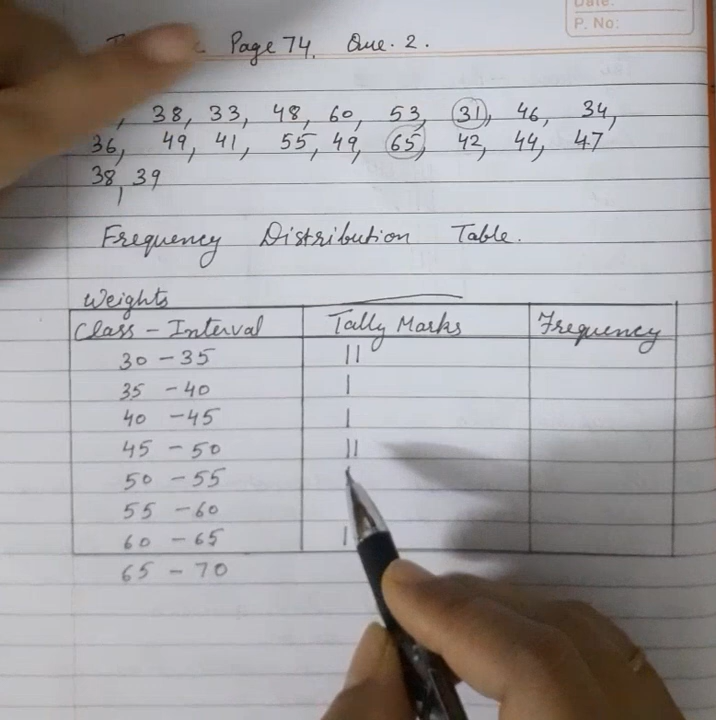 Date:
P. No:
Page 74. Que. 2.
, 38, 33, 48, 60, 53, 31, 46, 34,
36, 49, 41, 55, 49, 65, 42, 44, 47
38, 39
Frequency Distribution Table.
Weights
Class - Interval Tally Marks Frequency
30 - 35 ||
35 - 40 |
40 - 45 |
45 - 50 ||
50 - 55
55 - 60
60 - 65 |
65 - 70